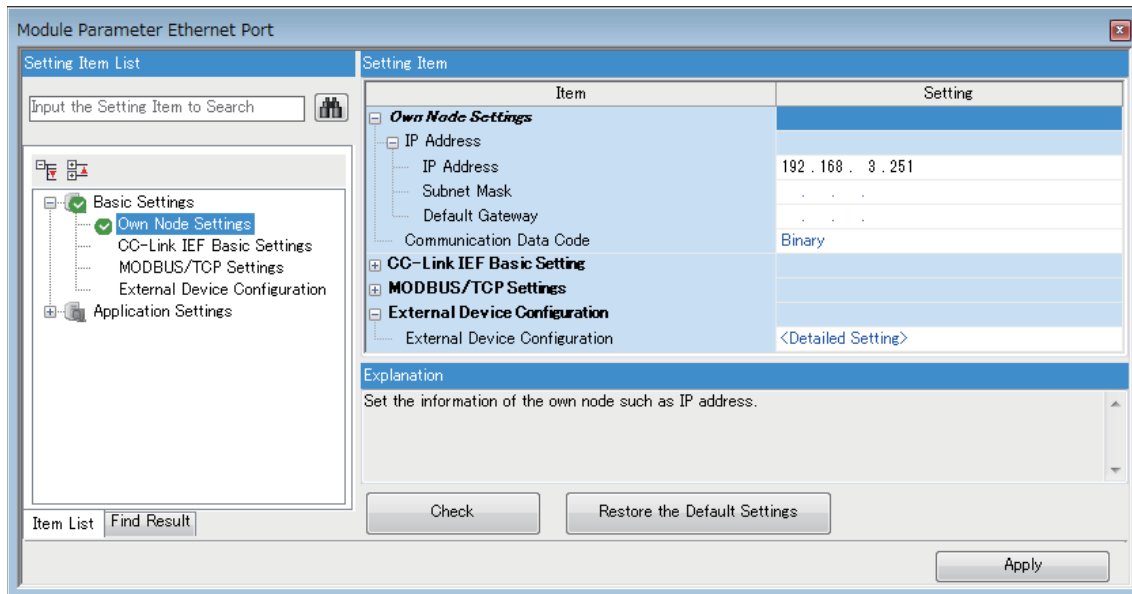 Module Parameter Ethernet Port
Setting Item List
Input the Setting Item to Search
Basic Settings
Own Node Settings
CC-Link IEF Basic Settings
MODBUS/TCP Settings
External Device Configuration
Application Settings
Item List
Find Result
Setting Item
Item Setting
Own Node Settings
IP Address
IP Address 192 . 168 . 3 . 251
Subnet Mask . . .
Default Gateway . . .
Communication Data Code Binary
CC-Link IEF Basic Setting
MODBUS/TCP Settings
External Device Configuration
External Device Configuration <Detailed Setting>
Explanation
Set the information of the own node such as IP address.
Check
Restore the Default Settings
Apply